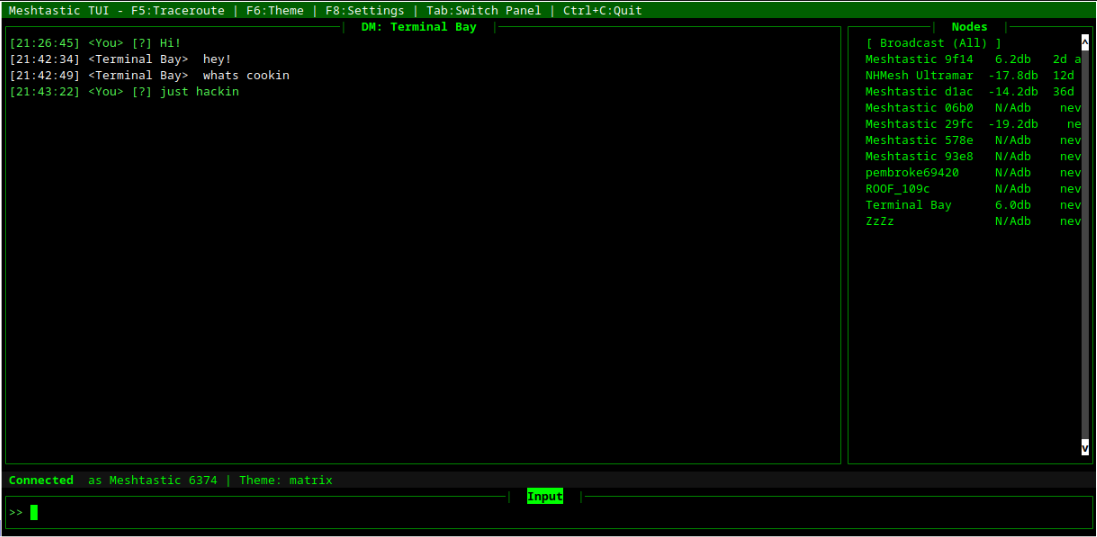 Meshtastic TUI - F5:Traceroute | F6:Theme | F8:Settings | Tab:Switch Panel | Ctrl+C:Quit
DM: Terminal Bay
[21:26:45] <You> [?] Hi!
[21:42:34] <Terminal Bay>  hey!
[21:42:49] <Terminal Bay>  whats cookin
[21:43:22] <You> [?] just hackin
Nodes
[ Broadcast (All) ]
Meshtastic 9f14   6.2db   2d a
NHMesh Ultramar  -17.8db  12d
Meshtastic d1ac  -14.2db  36d
Meshtastic 06b0   N/Adb    nev
Meshtastic 29fc  -19.2db    ne
Meshtastic 578e   N/Adb    nev
Meshtastic 93e8   N/Adb    nev
pembroke69420     N/Adb    nev
ROOF_109c         N/Adb    nev
Terminal Bay      6.0db    nev
ZzZz              N/Adb    nev
Connected  as Meshtastic 6374 | Theme: matrix
Input
>>